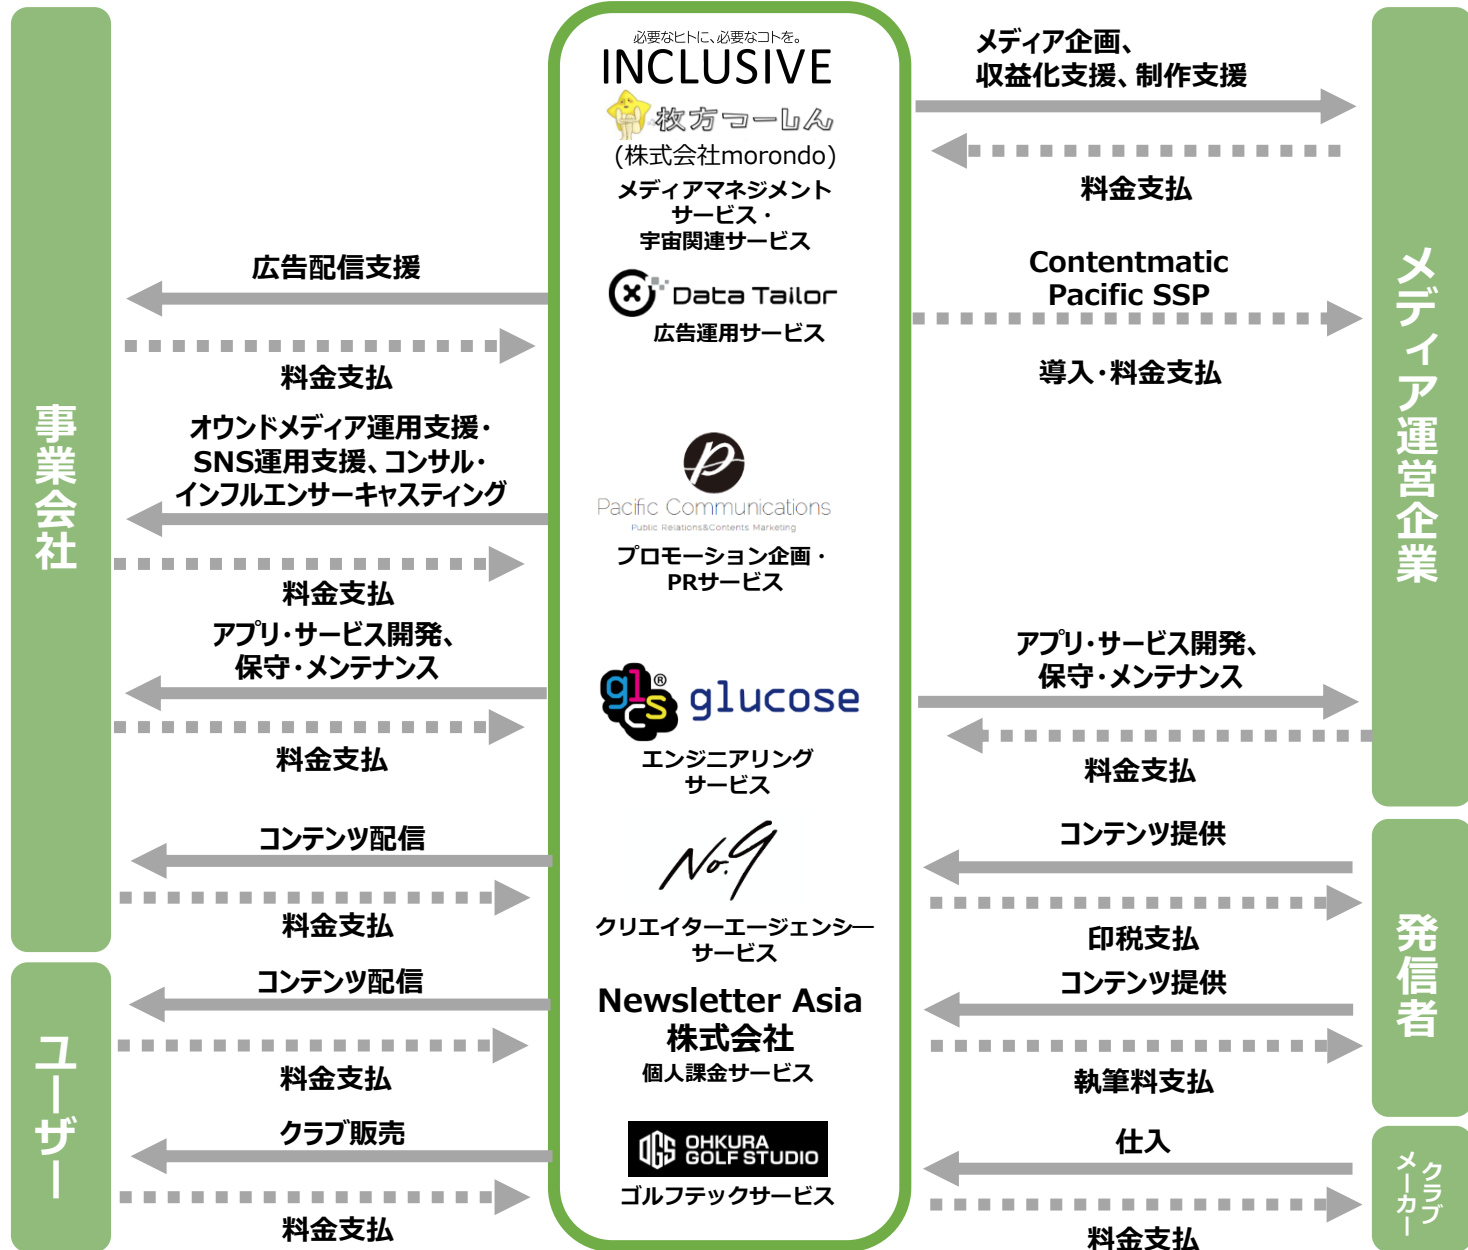 必要なヒトに、必要なコトを。
INCLUSIVE
枚方つーしん
(株式会社morondo)
メディアマネジメント
サービス・
宇宙関連サービス
Data Tailor
広告運用サービス
Pacific Communications
Public Relations&Contents Marketing
プロモーション企画・
PRサービス
glcs®
glucose
エンジニアリング
サービス
No.9
クリエイターエージェンシー
サービス
Newsletter Asia
株式会社
個人課金サービス
OGS OHKURA
GOLF STUDIO
ゴルフテックサービス
事業会社
広告配信支援
料金支払
オウンドメディア運用支援・
SNS運用支援、コンサル・
インフルエンサーキャスティング
料金支払
アプリ・サービス開発、
保守・メンテナンス
料金支払
コンテンツ配信
料金支払
ユーザー
コンテンツ配信
料金支払
クラブ販売
料金支払
メディア企画、
収益化支援、制作支援
料金支払
Contentmatic
Pacific SSP
導入・料金支払
アプリ・サービス開発、
保守・メンテナンス
料金支払
メディア運営企業
コンテンツ提供
印税支払
コンテンツ提供
執筆料支払
発信者
仕入
料金支払
クラブ
メーカー